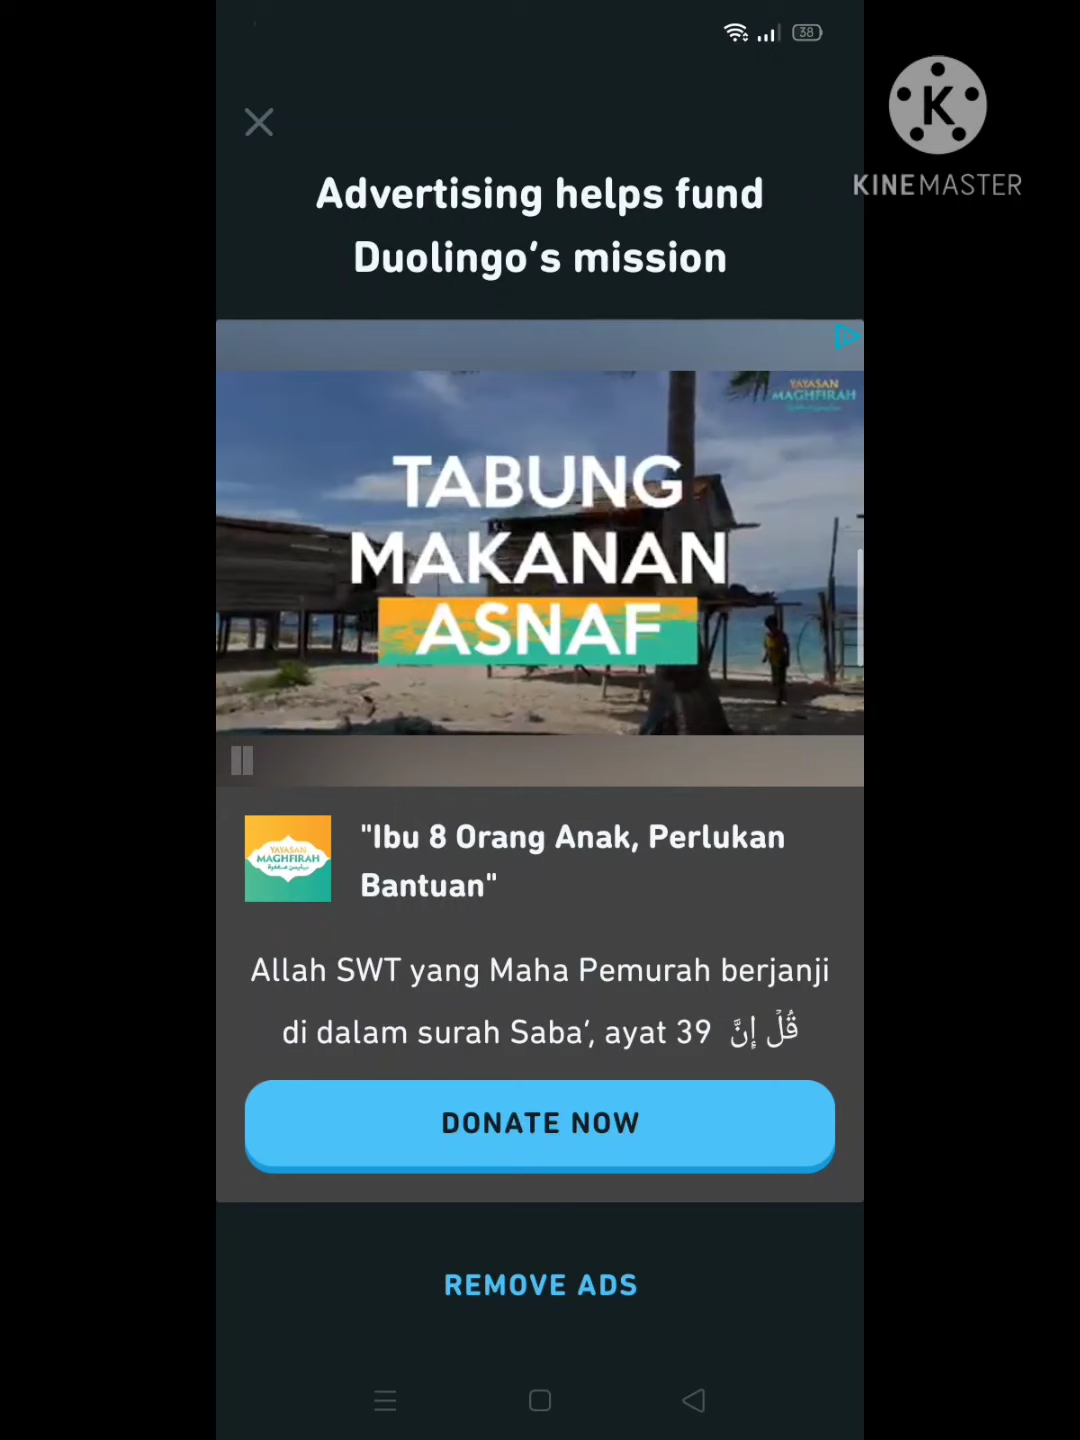 38
K
KINEMASTER
Advertising helps fund
Duolingo's mission
YAYASAN
MAGHFIRAH
TABUNG
MAKANAN
ASNAF
YAYASAN
MAGHFIRAH
"Ibu 8 Orang Anak, Perlukan
Bantuan"
Allah SWT yang Maha Pemurah berjanji
di dalam surah Saba’, ayat 39 قُلْ إِنَّ
DONATE NOW
REMOVE ADS